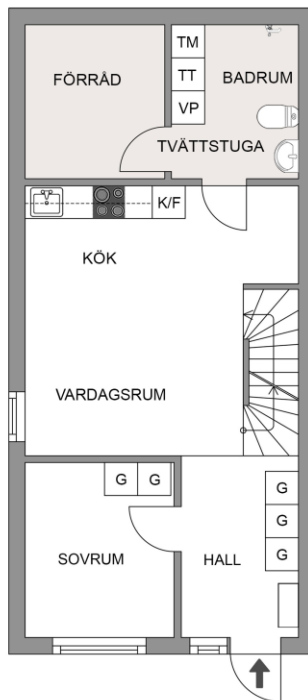 TM
FÖRRÅD
TT
BADRUM
VP
TVÄTTSTUGA
K/F
KÖK
VARDAGSRUM
G G
G
G
G
SOVRUM
HALL